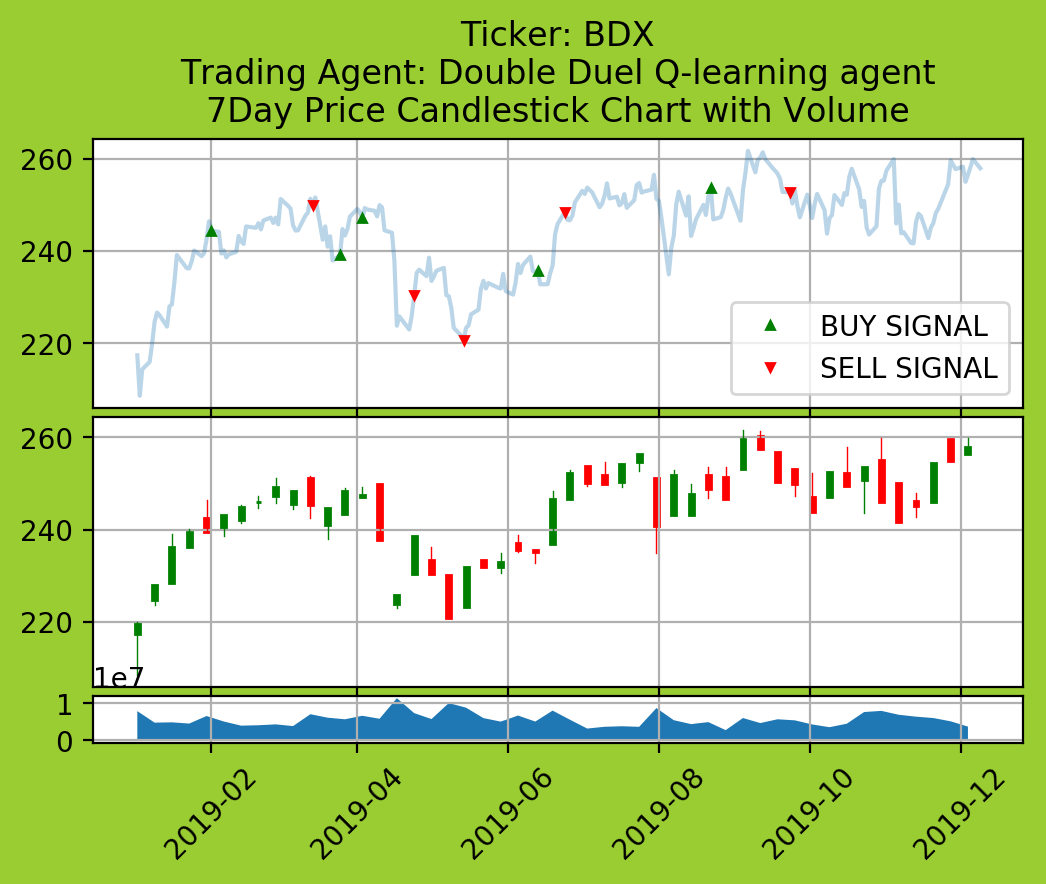 Ticker: BDX
Trading Agent: Double Duel Q-learning agent
7Day Price Candlestick Chart with Volume
260
240
220
BUY SIGNAL
SELL SIGNAL
260
240
220
1e7
1
0
2019-02
2019-04
2019-06
2019-08
2019-10
2019-12